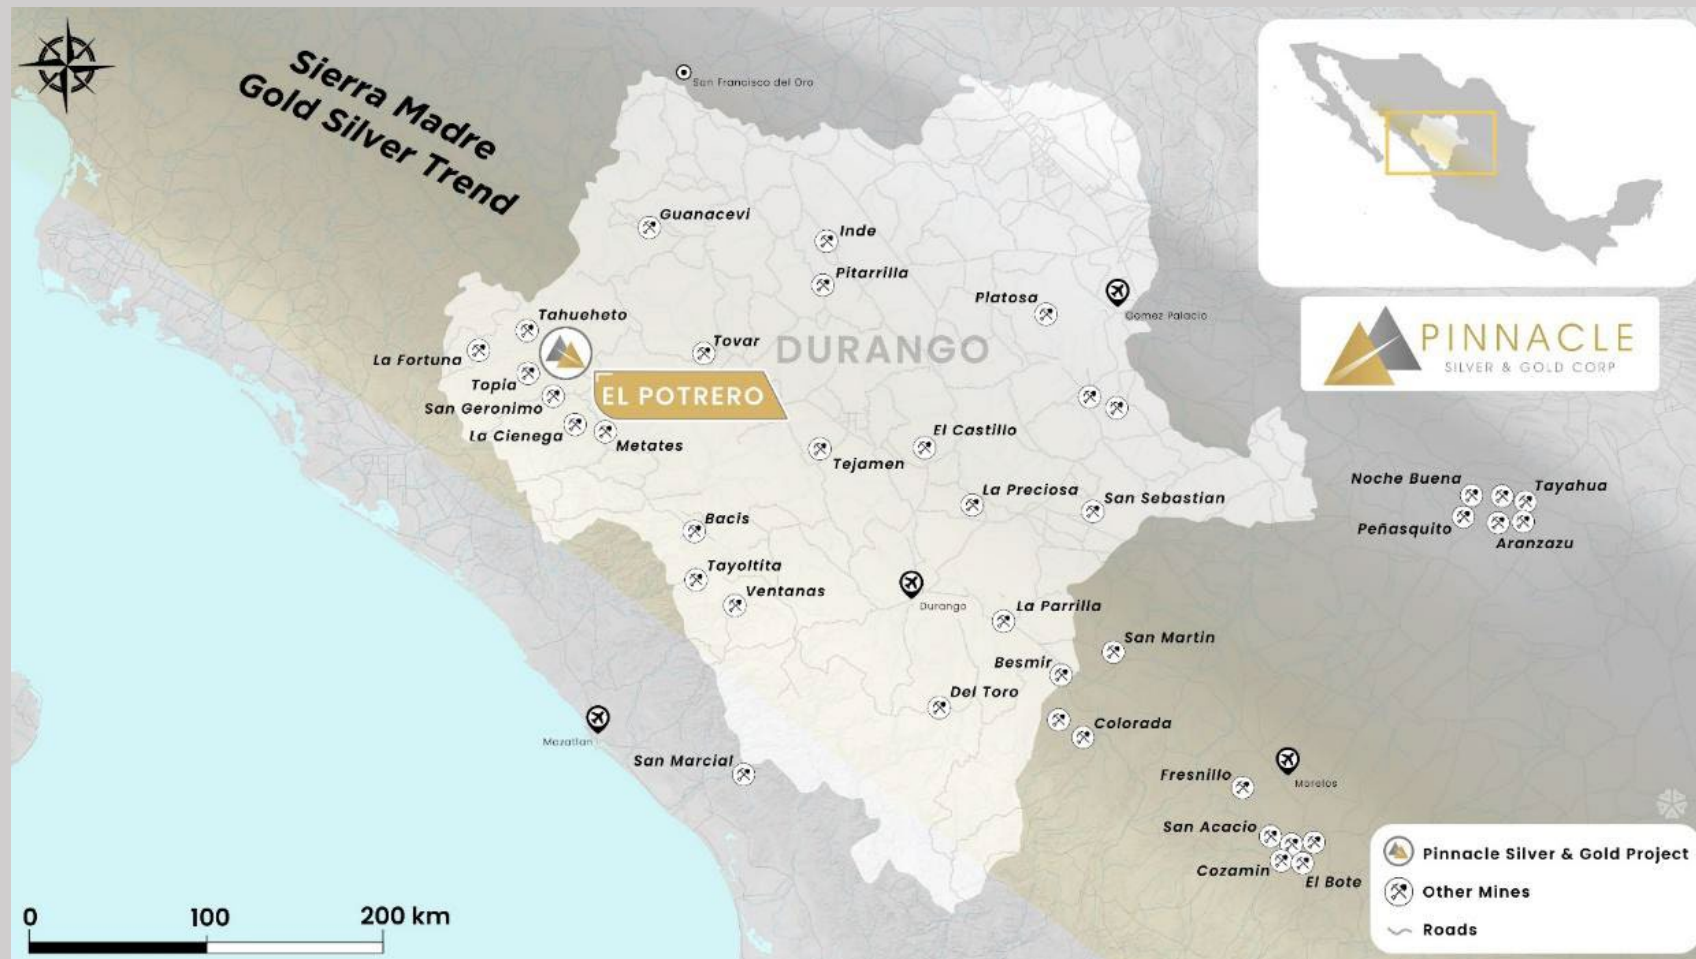 Sierra Madre
Gold Silver Trend
San Francisco del Oro
Guanacevi
Inde
Pitarrilla
Platosa
Gomez Palacio
Tahueheto
La Fortuna
Tovar
DURANGO
Topia
EL POTRERO
San Geronimo
La Cienega
Metates
El Castillo
Tejamen
La Preciosa
San Sebastian
Noche Buena
Tayahua
Peñasquito
Aranzazu
Bacis
Tayoltita
Ventanas
Durango
La Parrilla
San Martin
Besmir
Del Toro
Colorada
Mazatlan
San Marcial
Fresnillo
Morelos
San Acacio
Cozamin
El Bote
PINNACLE
SILVER & GOLD CORP
Pinnacle Silver & Gold Project
Other Mines
Roads
0 100 200 km